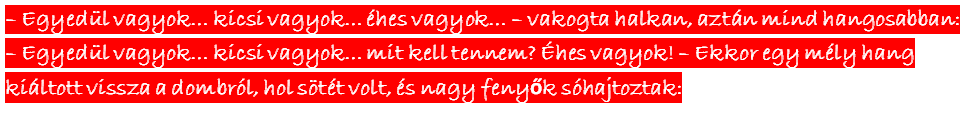 – Egyedül vagyok... kicsi vagyok... éhes vagyok... – vakogta halkan, aztán mind hangosabban:
– Egyedül vagyok... kicsi vagyok... mit kell tennem? Éhes vagyok! – Ekkor egy mély hang
kiáltott vissza a dombról, hol sötét volt, és nagy fenyők sóhajtoztak: